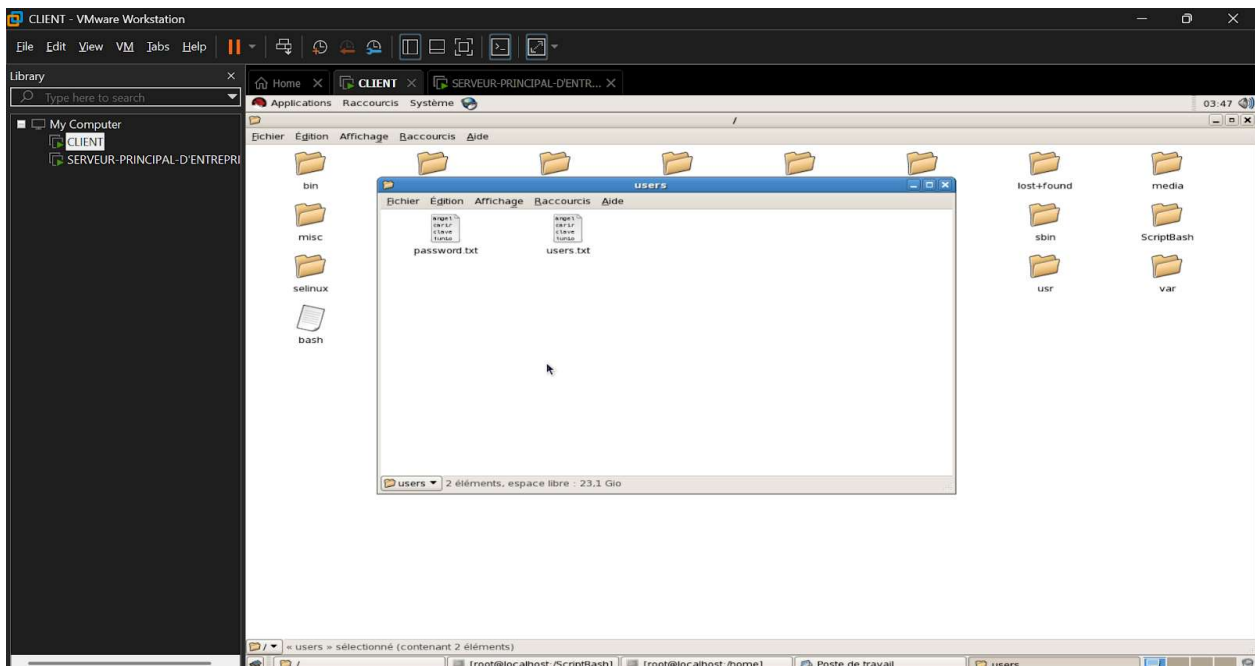 CLIENT - VMware Workstation
File Edit View VM Tabs Help
Library
Type here to search
Home CLIENT SERVEUR-PRINCIPAL-D'ENTR...
My Computer
CLIENT
SERVEUR-PRINCIPAL-D'ENTREPRI
Applications Raccourcis Système 03:47
/
Fichier Édition Affichage Raccourcis Aide
bin lost+found media
users
Fichier Édition Affichage Raccourcis Aide
misc sbin ScriptBash
password.txt users.txt
selinux usr var
bash
users 2 éléments, espace libre : 23,1 Gio
/ « users » sélectionné (contenant 2 éléments)
/ [root@localhost:/ScriptBash] [root@localhost:/home] Poste de travail users